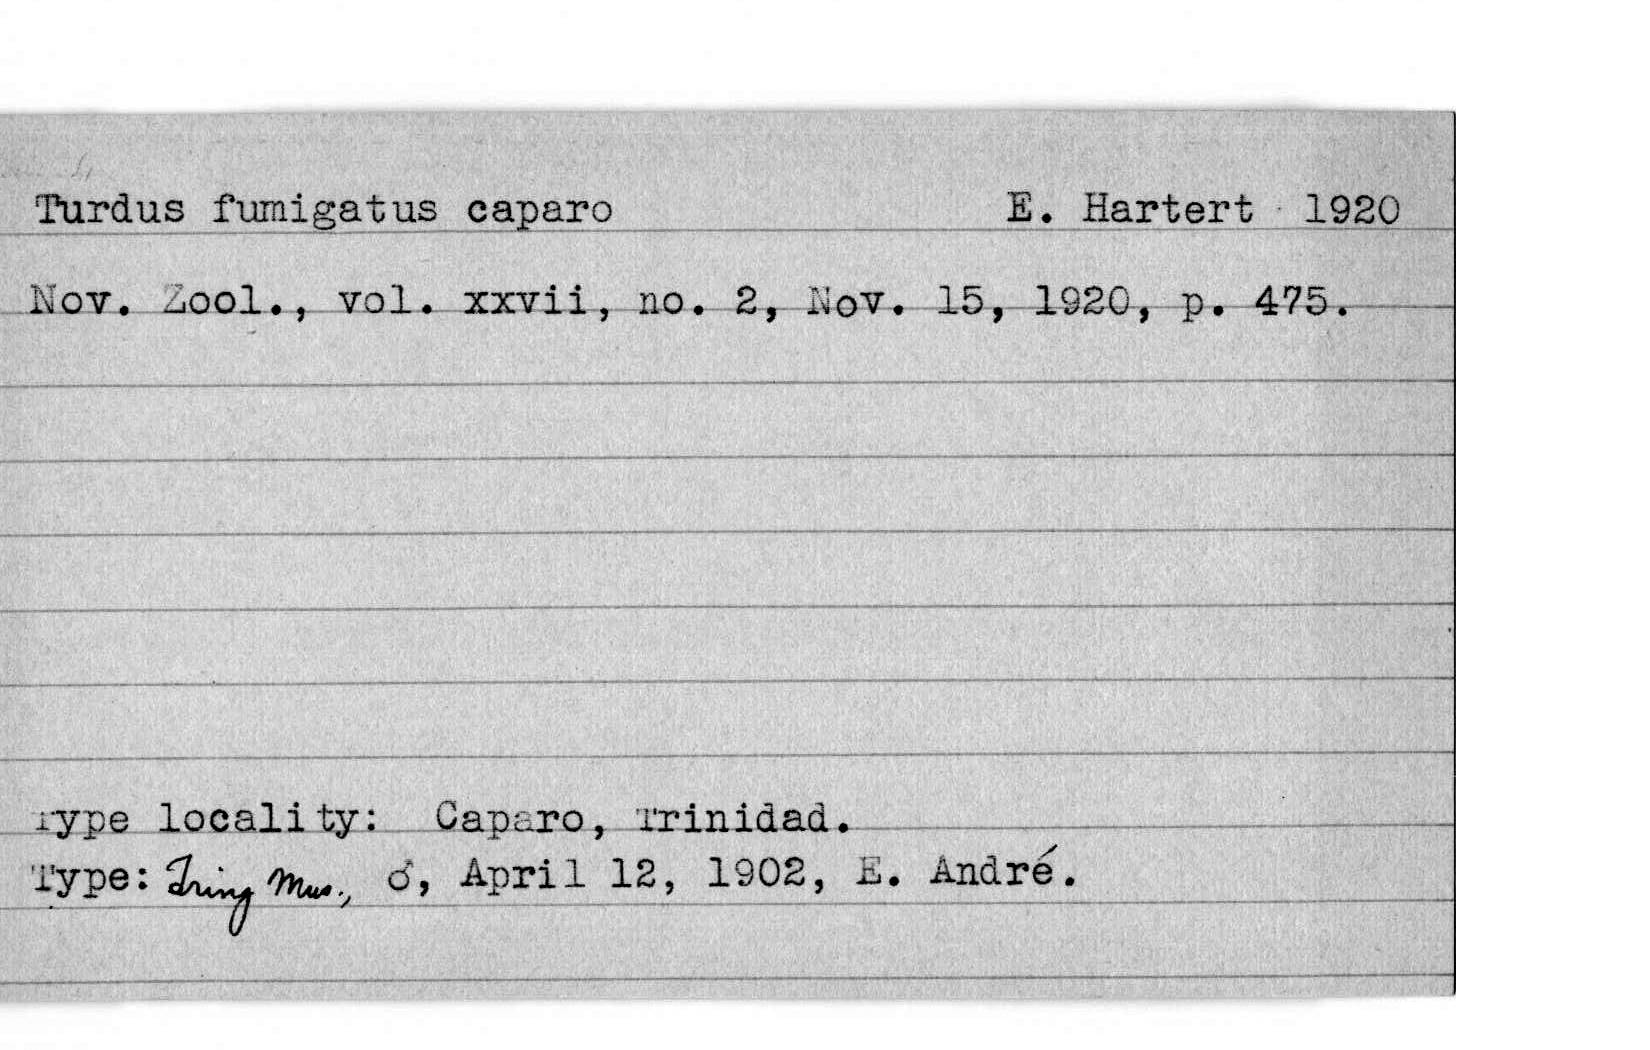 Turdus fumigatus caparo E. Hartert 1920
Nov. Zool., vol. xxvii, no. 2, Nov. 15, 1920, p. 475.
Type locality: Caparo, Trinidad.
Type: Tring Mus., ♂, April 12, 1902, E. André.